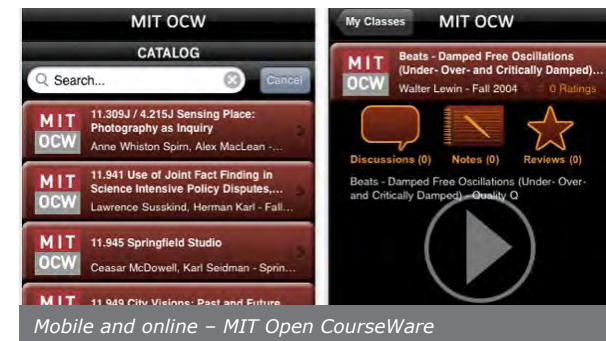 MIT OCW
CATALOG
Search...
Cancel
MIT
OCW
11.309J / 4.215J Sensing Place:
Photography as Inquiry
Anne Whiston Spirn, Alex MacLean -...
MIT
OCW
11.941 Use of Joint Fact Finding in
Science Intensive Policy Disputes,...
Lawrence Susskind, Herman Karl - Fall...
MIT
OCW
11.945 Springfield Studio
Ceasar McDowell, Karl Seidman - Sprin...
MIT
11.949 City Visions: Past and Future
My Classes
MIT OCW
MIT
OCW
Beats - Damped Free Oscillations
(Under- Over- and Critically Damped)...
Walter Lewin - Fall 2004
0 Ratings
Discussions (0)
Notes (0)
Reviews (0)
Beats - Damped Free Oscillations (Under- Over-
and Critically Damped) - Quality Q
Mobile and online – MIT Open CourseWare